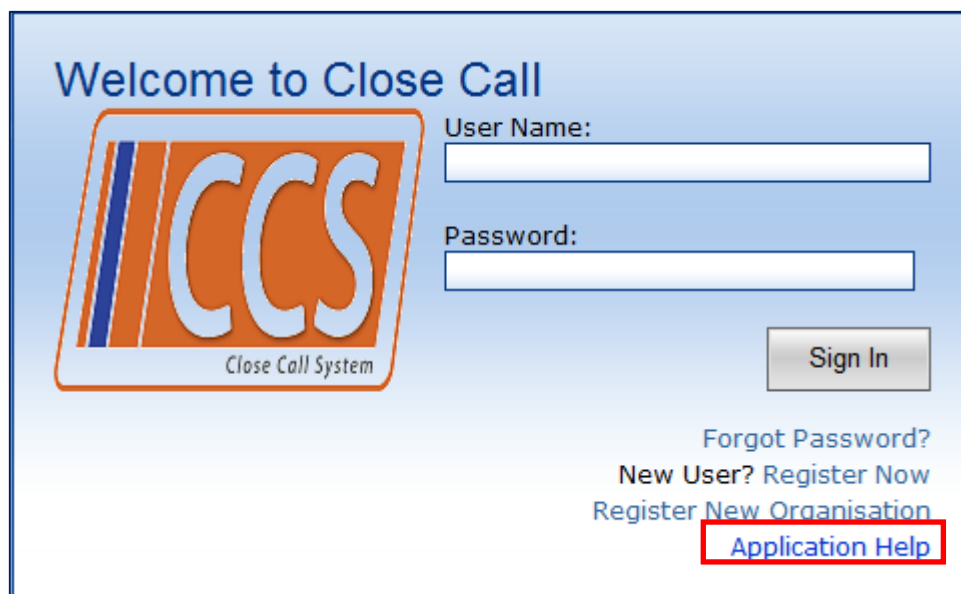 Welcome to Close Call
User Name:
CCS
Close Call System
Password:
Sign In
Forgot Password?
New User? Register Now
Register New Organisation
Application Help